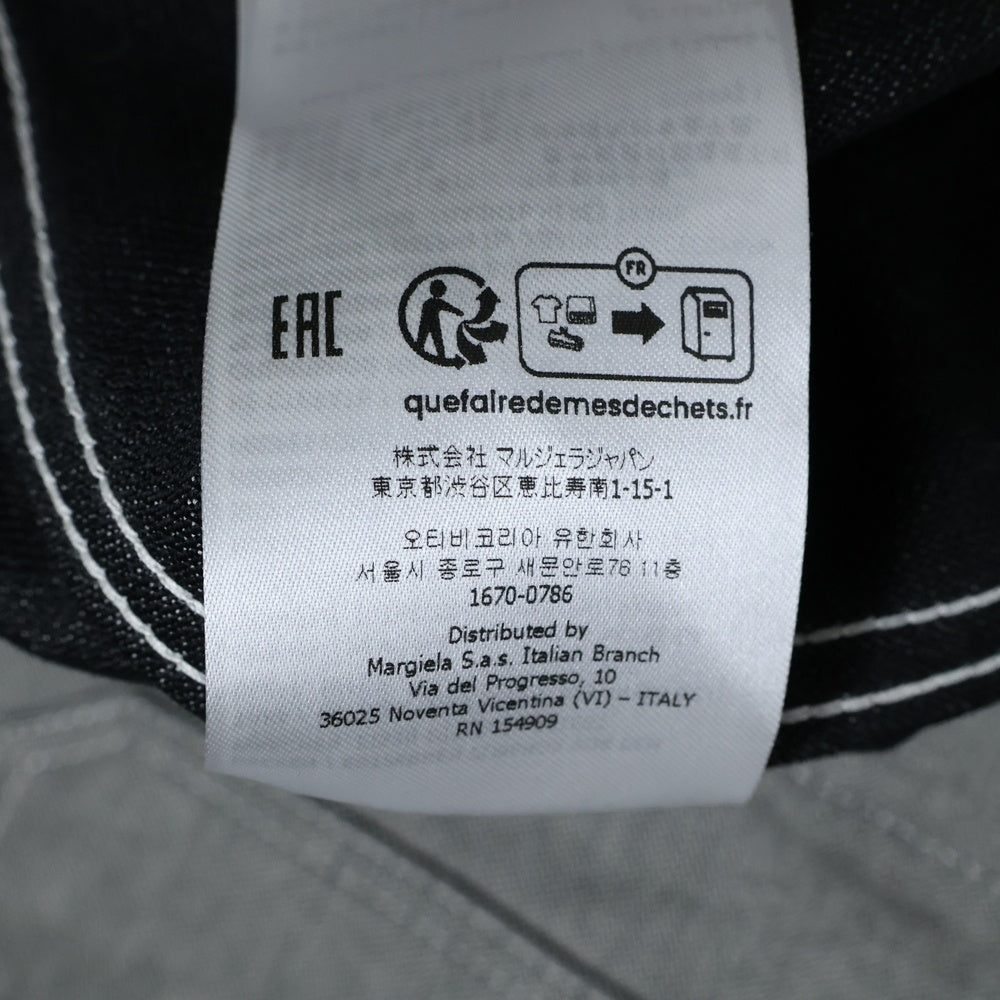 FR
EAC
quefairedemesdechets.fr
株式会社 マルジェラジャパン
東京都渋谷区恵比寿南1-15-1
오티비코리아 유한회사
서울시 종로구 새문안로76 11층
1670-0786
Distributed by
Margiela S.a.s. Italian Branch
Via del Progresso, 10
36025 Noventa Vicentina (VI) – ITALY
RN 154909